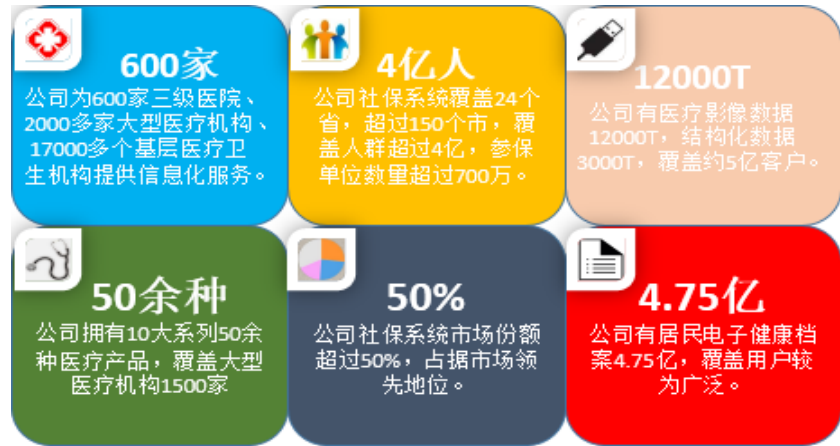 600家
公司为600家三级医院、
2000多家大型医疗机构、
17000多个基层医疗卫
生机构提供信息化服务。
4亿人
公司社保系统覆盖24个
省，超过150个市，覆
盖人群超过4亿，参保
单位数量超过700万。
12000T
公司有医疗影像数据
12000T，结构化数据
3000T，覆盖约5亿客户。
50余种
公司拥有10大系列50余
种医疗产品，覆盖大型
医疗机构1500家
50%
公司社保系统市场份额
超过50%，占据市场领
先地位。
4.75亿
公司有居民电子健康档
案4.75亿，覆盖用户较
为广泛。